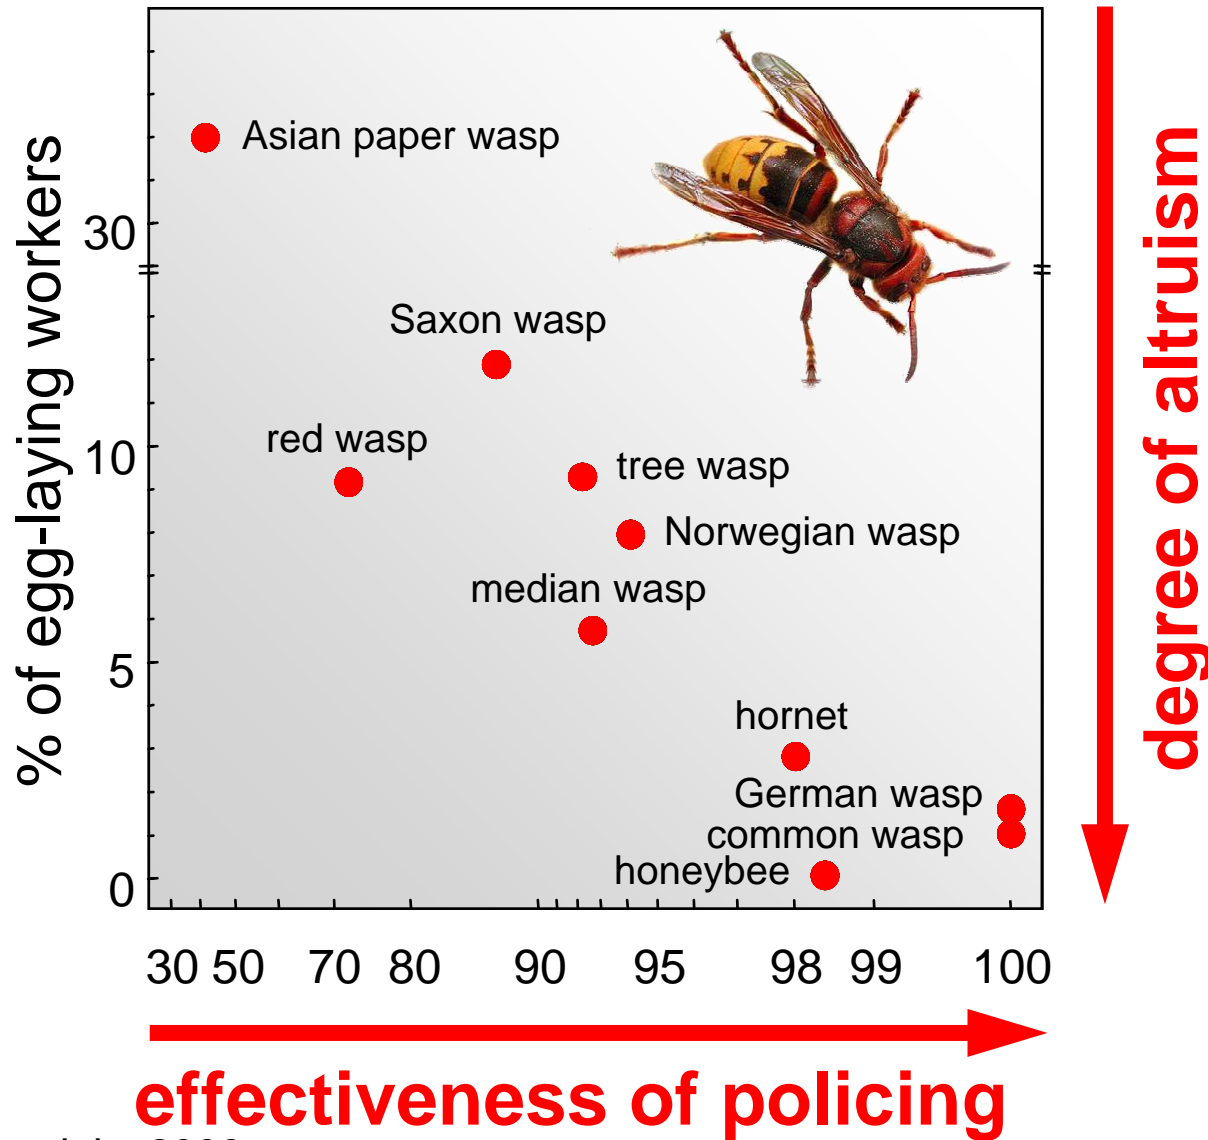 Asian paper wasp
30
Saxon wasp
red wasp
10
tree wasp
Norwegian wasp
median wasp
5
hornet
German wasp
common wasp
honeybee
0
30 50 70 80 90 95 98 99 100
effectiveness of policing
% of egg-laying workers
degree of altruism